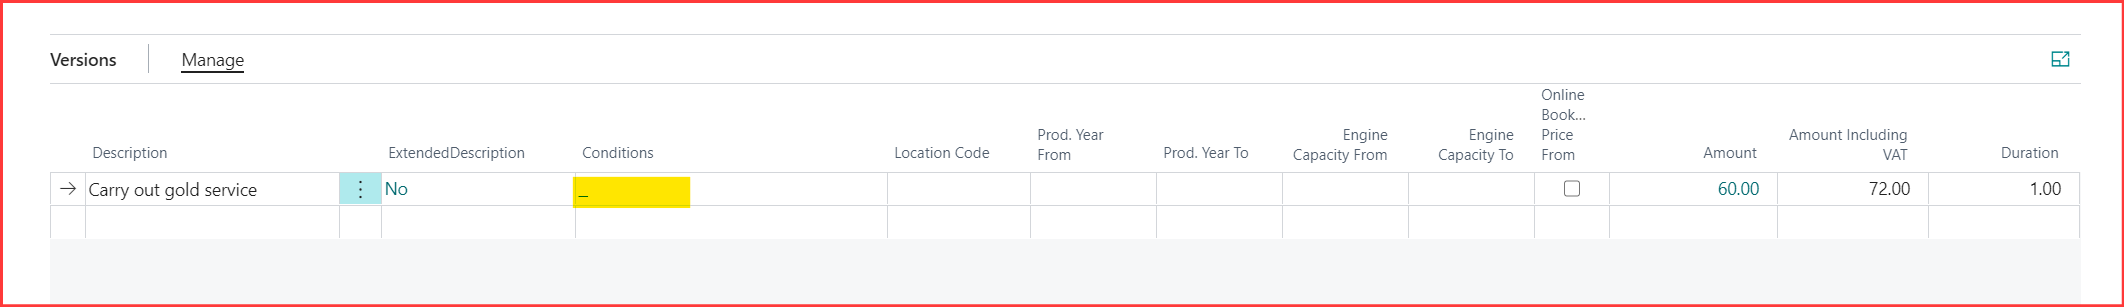 Versions Manage
Description ExtendedDescription Conditions Location Code Prod. Year From Prod. Year To Engine Capacity From Engine Capacity To Online Book... Price From Amount Amount Including VAT Duration
Carry out gold service No _ 60.00 72.00 1.00